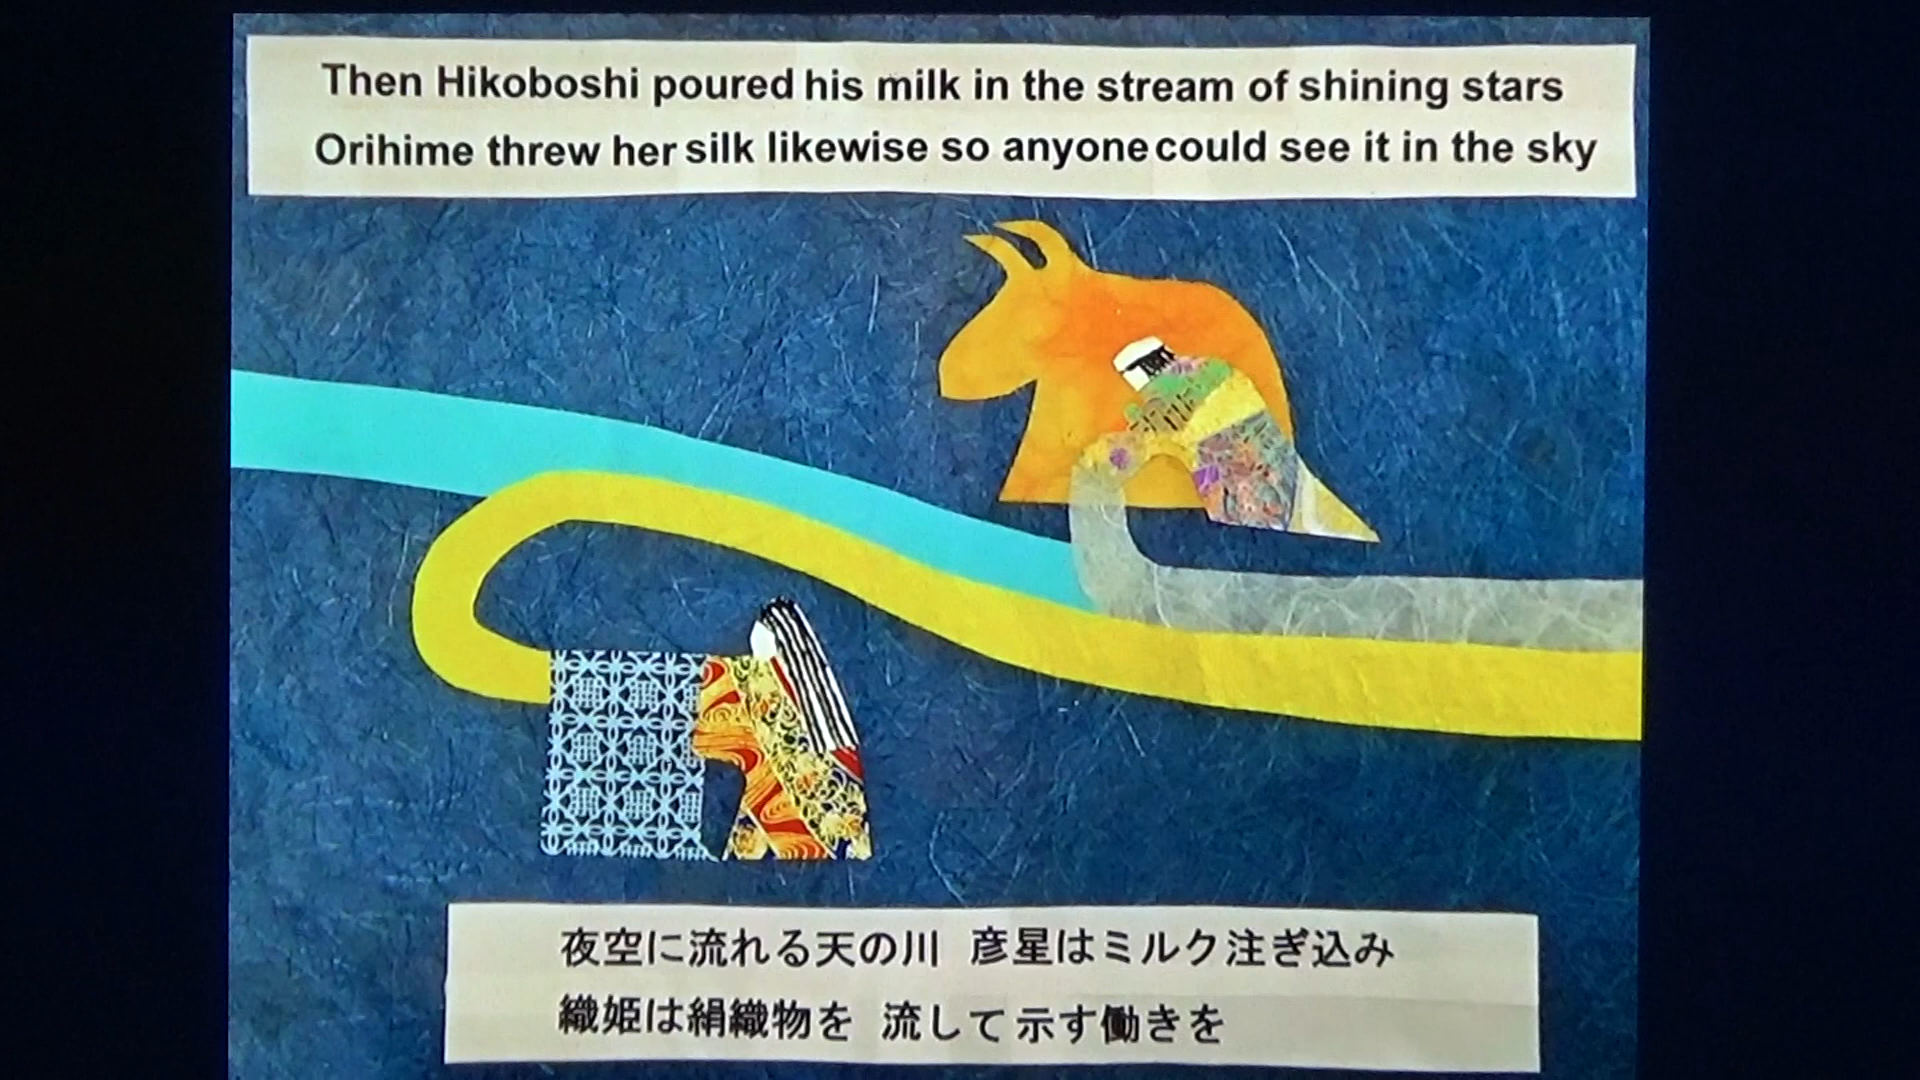 Then Hikoboshi poured his milk in the stream of shining stars
Orihime threw her silk likewise so anyone could see it in the sky
夜空に流れる天の川 彦星はミルク注ぎ込み
織姫は絹織物を 流して示す働きを